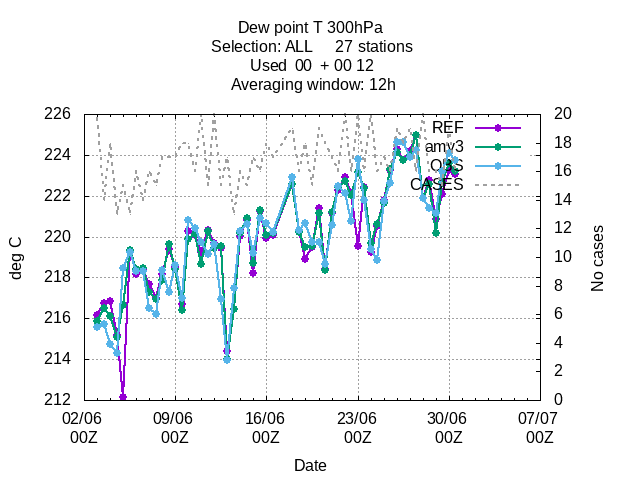 Dew point T 300hPa
Selection: ALL 27 stations
Used 00 + 00 12
Averaging window: 12h
226
224
222
220
218
216
214
212
deg C
20
18
16
14
12
10
8
6
4
2
0
No cases
REF
amv3
OBS
CASES
02/06 09/06 16/06 23/06 30/06 07/07
00Z 00Z 00Z 00Z 00Z 00Z
Date